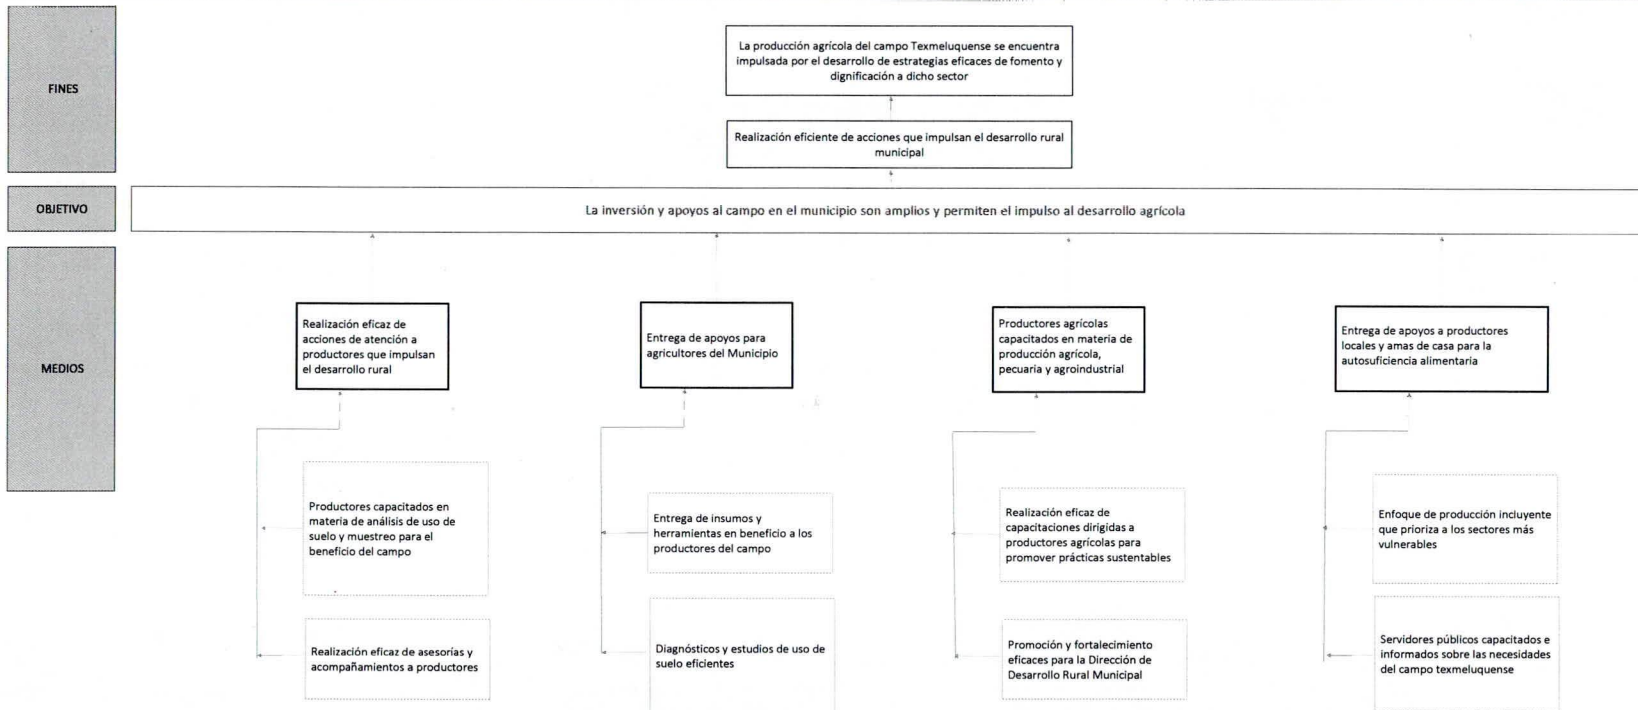 FINES
La producción agrícola del campo Texmeluquense se encuentra
impulsada por el desarrollo de estrategias eficaces de fomento y
dignificación a dicho sector
Realización eficiente de acciones que impulsan el desarrollo rural
municipal
OBJETIVO
La inversión y apoyos al campo en el municipio son amplios y permiten el impulso al desarrollo agrícola
MEDIOS
Realización eficaz de
acciones de atención a
productores que impulsan
el desarrollo rural
Entrega de apoyos para
agricultores del Municipio
Productores agrícolas
capacitados en materia de
producción agrícola,
pecuaria y agroindustrial
Entrega de apoyos a productores
locales y amas de casa para la
autosuficiencia alimentaria
Productores capacitados en
materia de análisis de uso de
suelo y muestreo para el
beneficio del campo
Entrega de insumos y
herramientas en beneficio a los
productores del campo
Realización eficaz de
capacitaciones dirigidas a
productores agrícolas para
promover prácticas sustentables
Enfoque de producción incluyente
que prioriza a los sectores más
vulnerables
Realización eficaz de asesorías y
acompañamientos a productores
Diagnósticos y estudios de uso de
suelo eficientes
Promoción y fortalecimiento
eficaces para la Dirección de
Desarrollo Rural Municipal
Servidores públicos capacitados e
informados sobre las necesidades
del campo texmeluquense